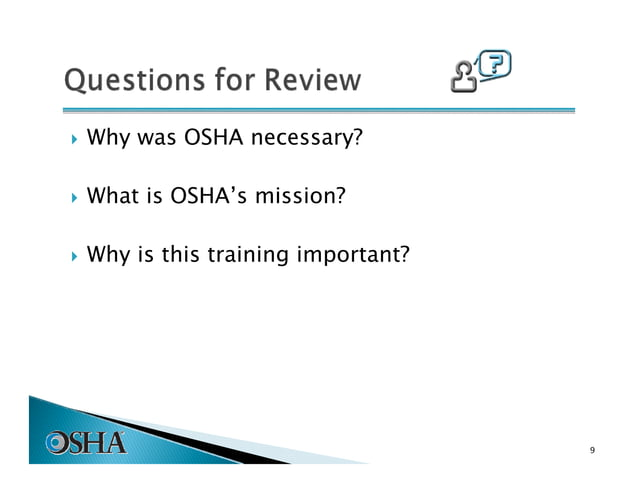 Questions for Review
?
Why was OSHA necessary?
What is OSHA’s mission?
Why is this training important?
OSHA
9